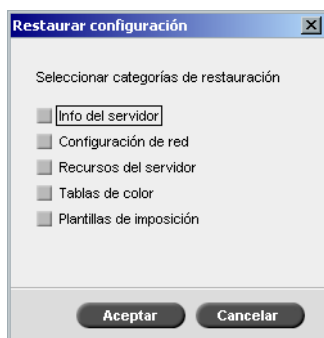 Restaurar configuración
Seleccionar categorías de restauración
Info del servidor
Configuración de red
Recursos del servidor
Tablas de color
Plantillas de imposición
Aceptar
Cancelar